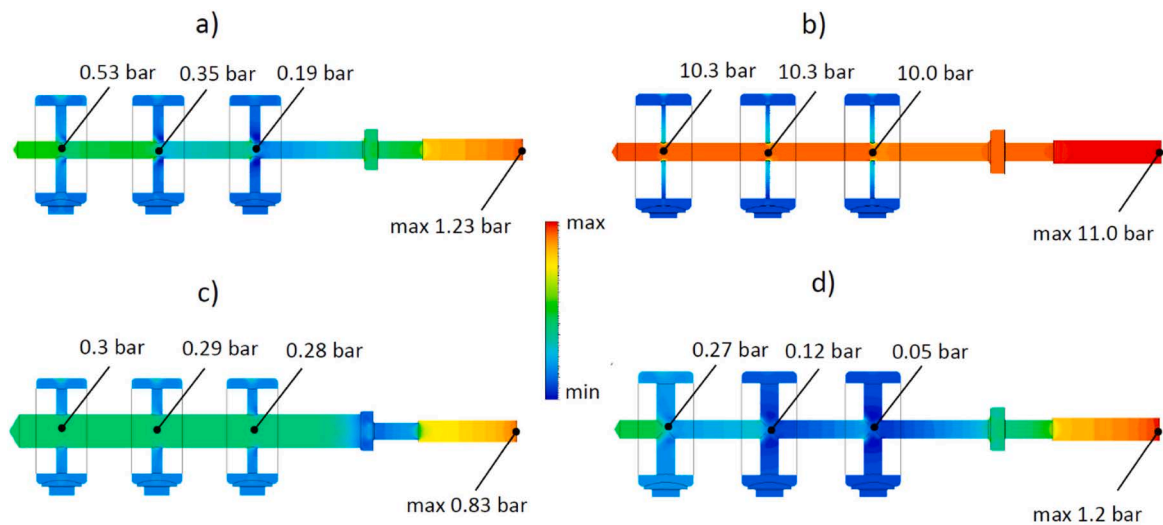 a)
0.53 bar 0.35 bar 0.19 bar
max 1.23 bar
b)
10.3 bar 10.3 bar 10.0 bar
max 11.0 bar
max
min
c)
0.3 bar 0.29 bar 0.28 bar
max 0.83 bar
d)
0.27 bar 0.12 bar 0.05 bar
max 1.2 bar